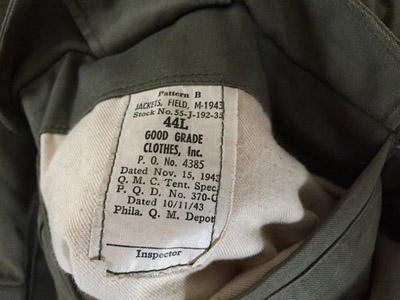 Pattern B
JACKETS, FIELD, M-1943
Stock No. 55-J-192-35
44L
GOOD GRADE
CLOTHES, Inc.
P. O. No. 4385
Dated Nov. 15, 1943
Q. M. C. Tent. Spec.
P. Q. D. No. 370-C
Dated 10/11/43
Phila. Q. M. Depot
Inspector